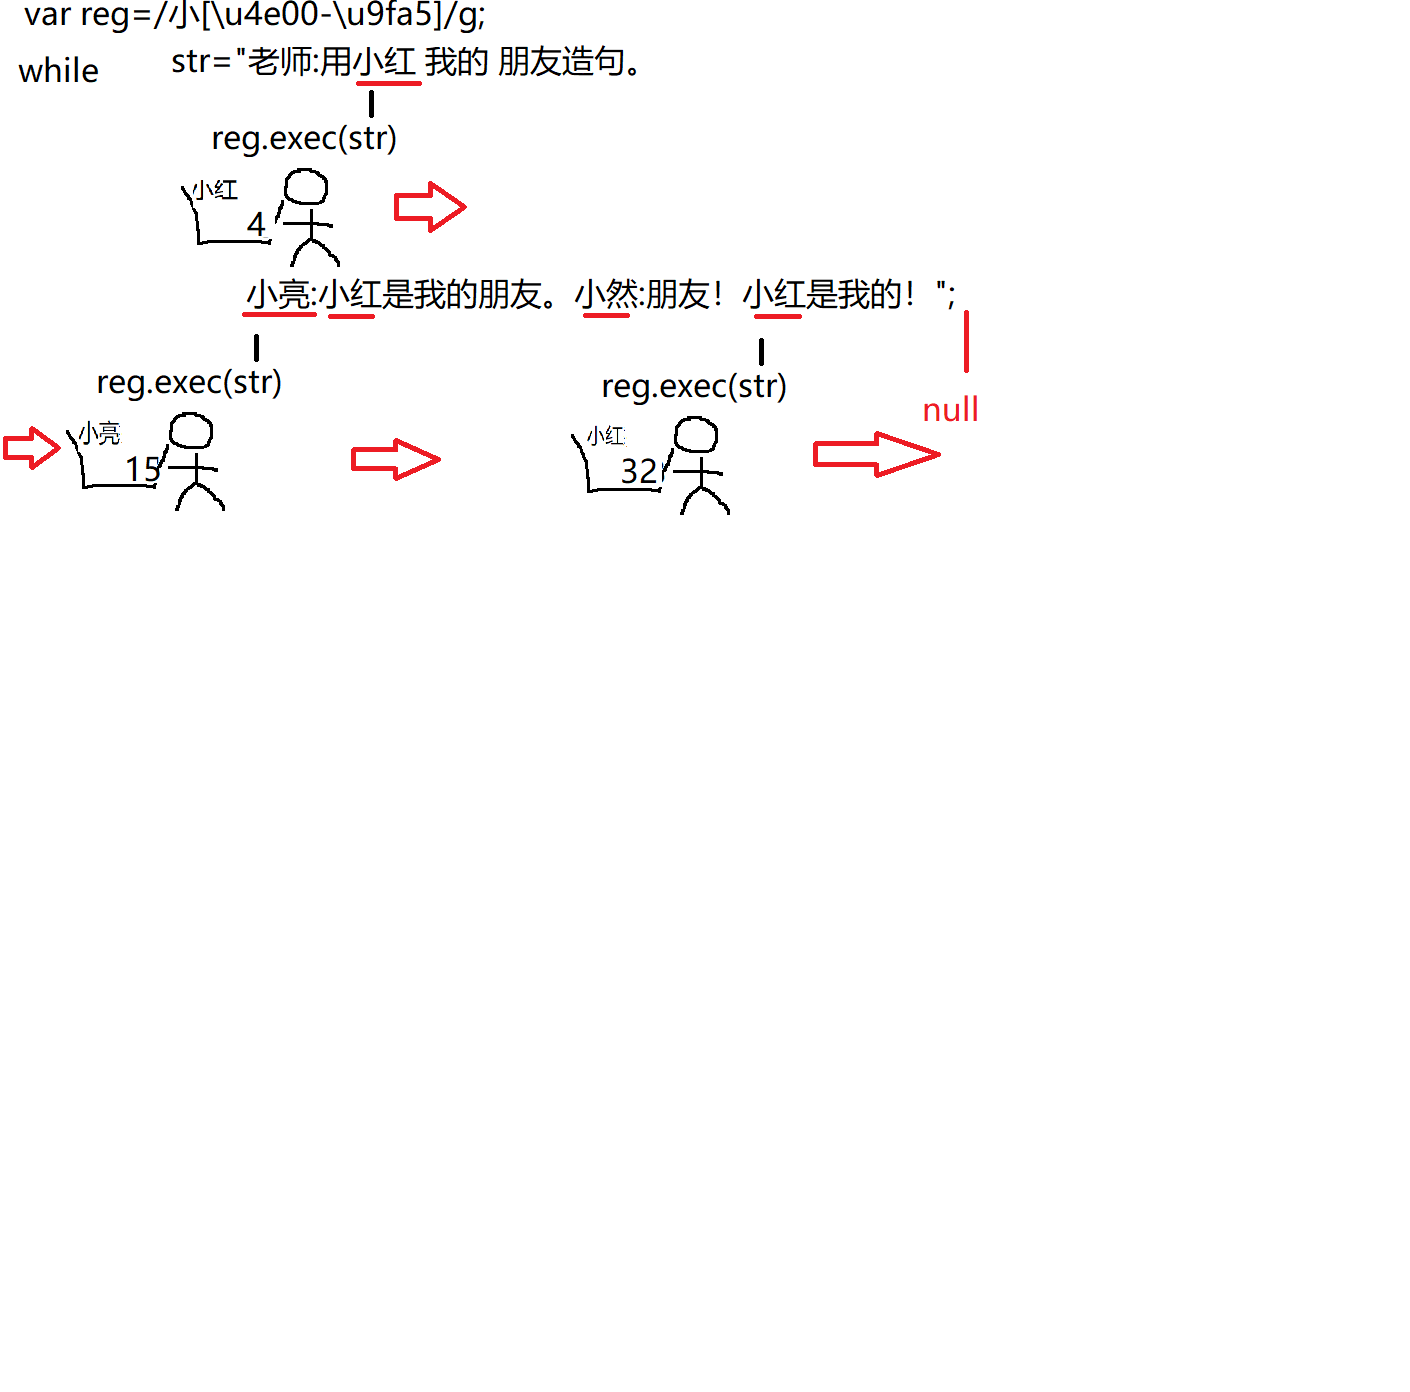 var reg=/小[\u4e00-\u9fa5]/g;
while
str="老师:用小红 我的 朋友造句。
reg.exec(str)
小红
4
小亮:小红是我的朋友。小然:朋友！小红是我的！";
reg.exec(str)
reg.exec(str)
null
小亮
15
小红
32